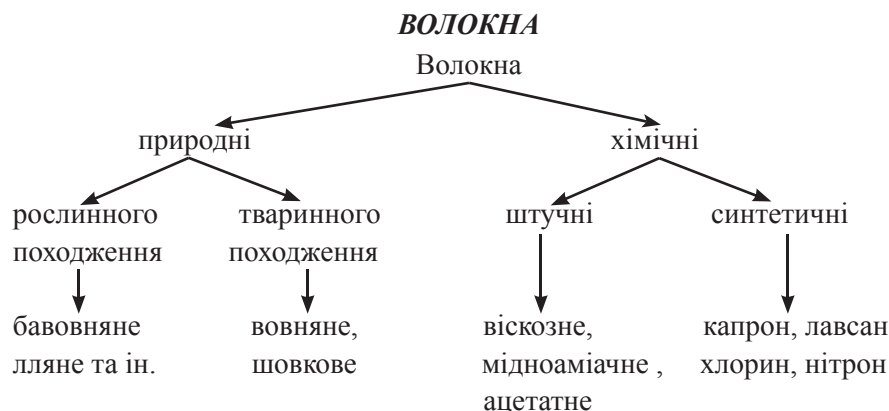 ВОЛОКНА
Волокна
природні хімічні
рослинного тваринного штучні синтетичні
походження походження
бавовняне вовняне, віскозне, капрон, лавсан
лляне та ін. шовкове мідноаміачне , хлорин, нітрон
ацетатне